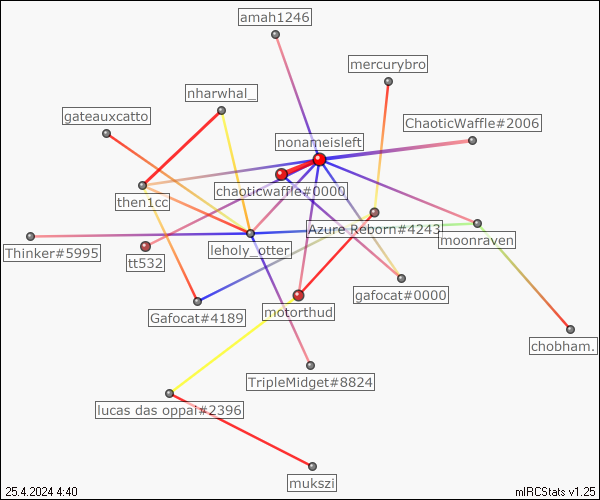 amah1246
mercurybro
nharwhal_
gateauxcatto
ChaoticWaffle#2006
nonameisleft
chaoticwaffle#0000
then1cc
Azure Reborn#4243
moonraven
Thinker#5995
leholy_otter
tt532
gafocat#0000
Gafocat#4189
motorthud
chobham.
TripleMidget#8824
lucas das oppai#2396
mukszi
25.4.2024 4:40
mIRCStats v1.25